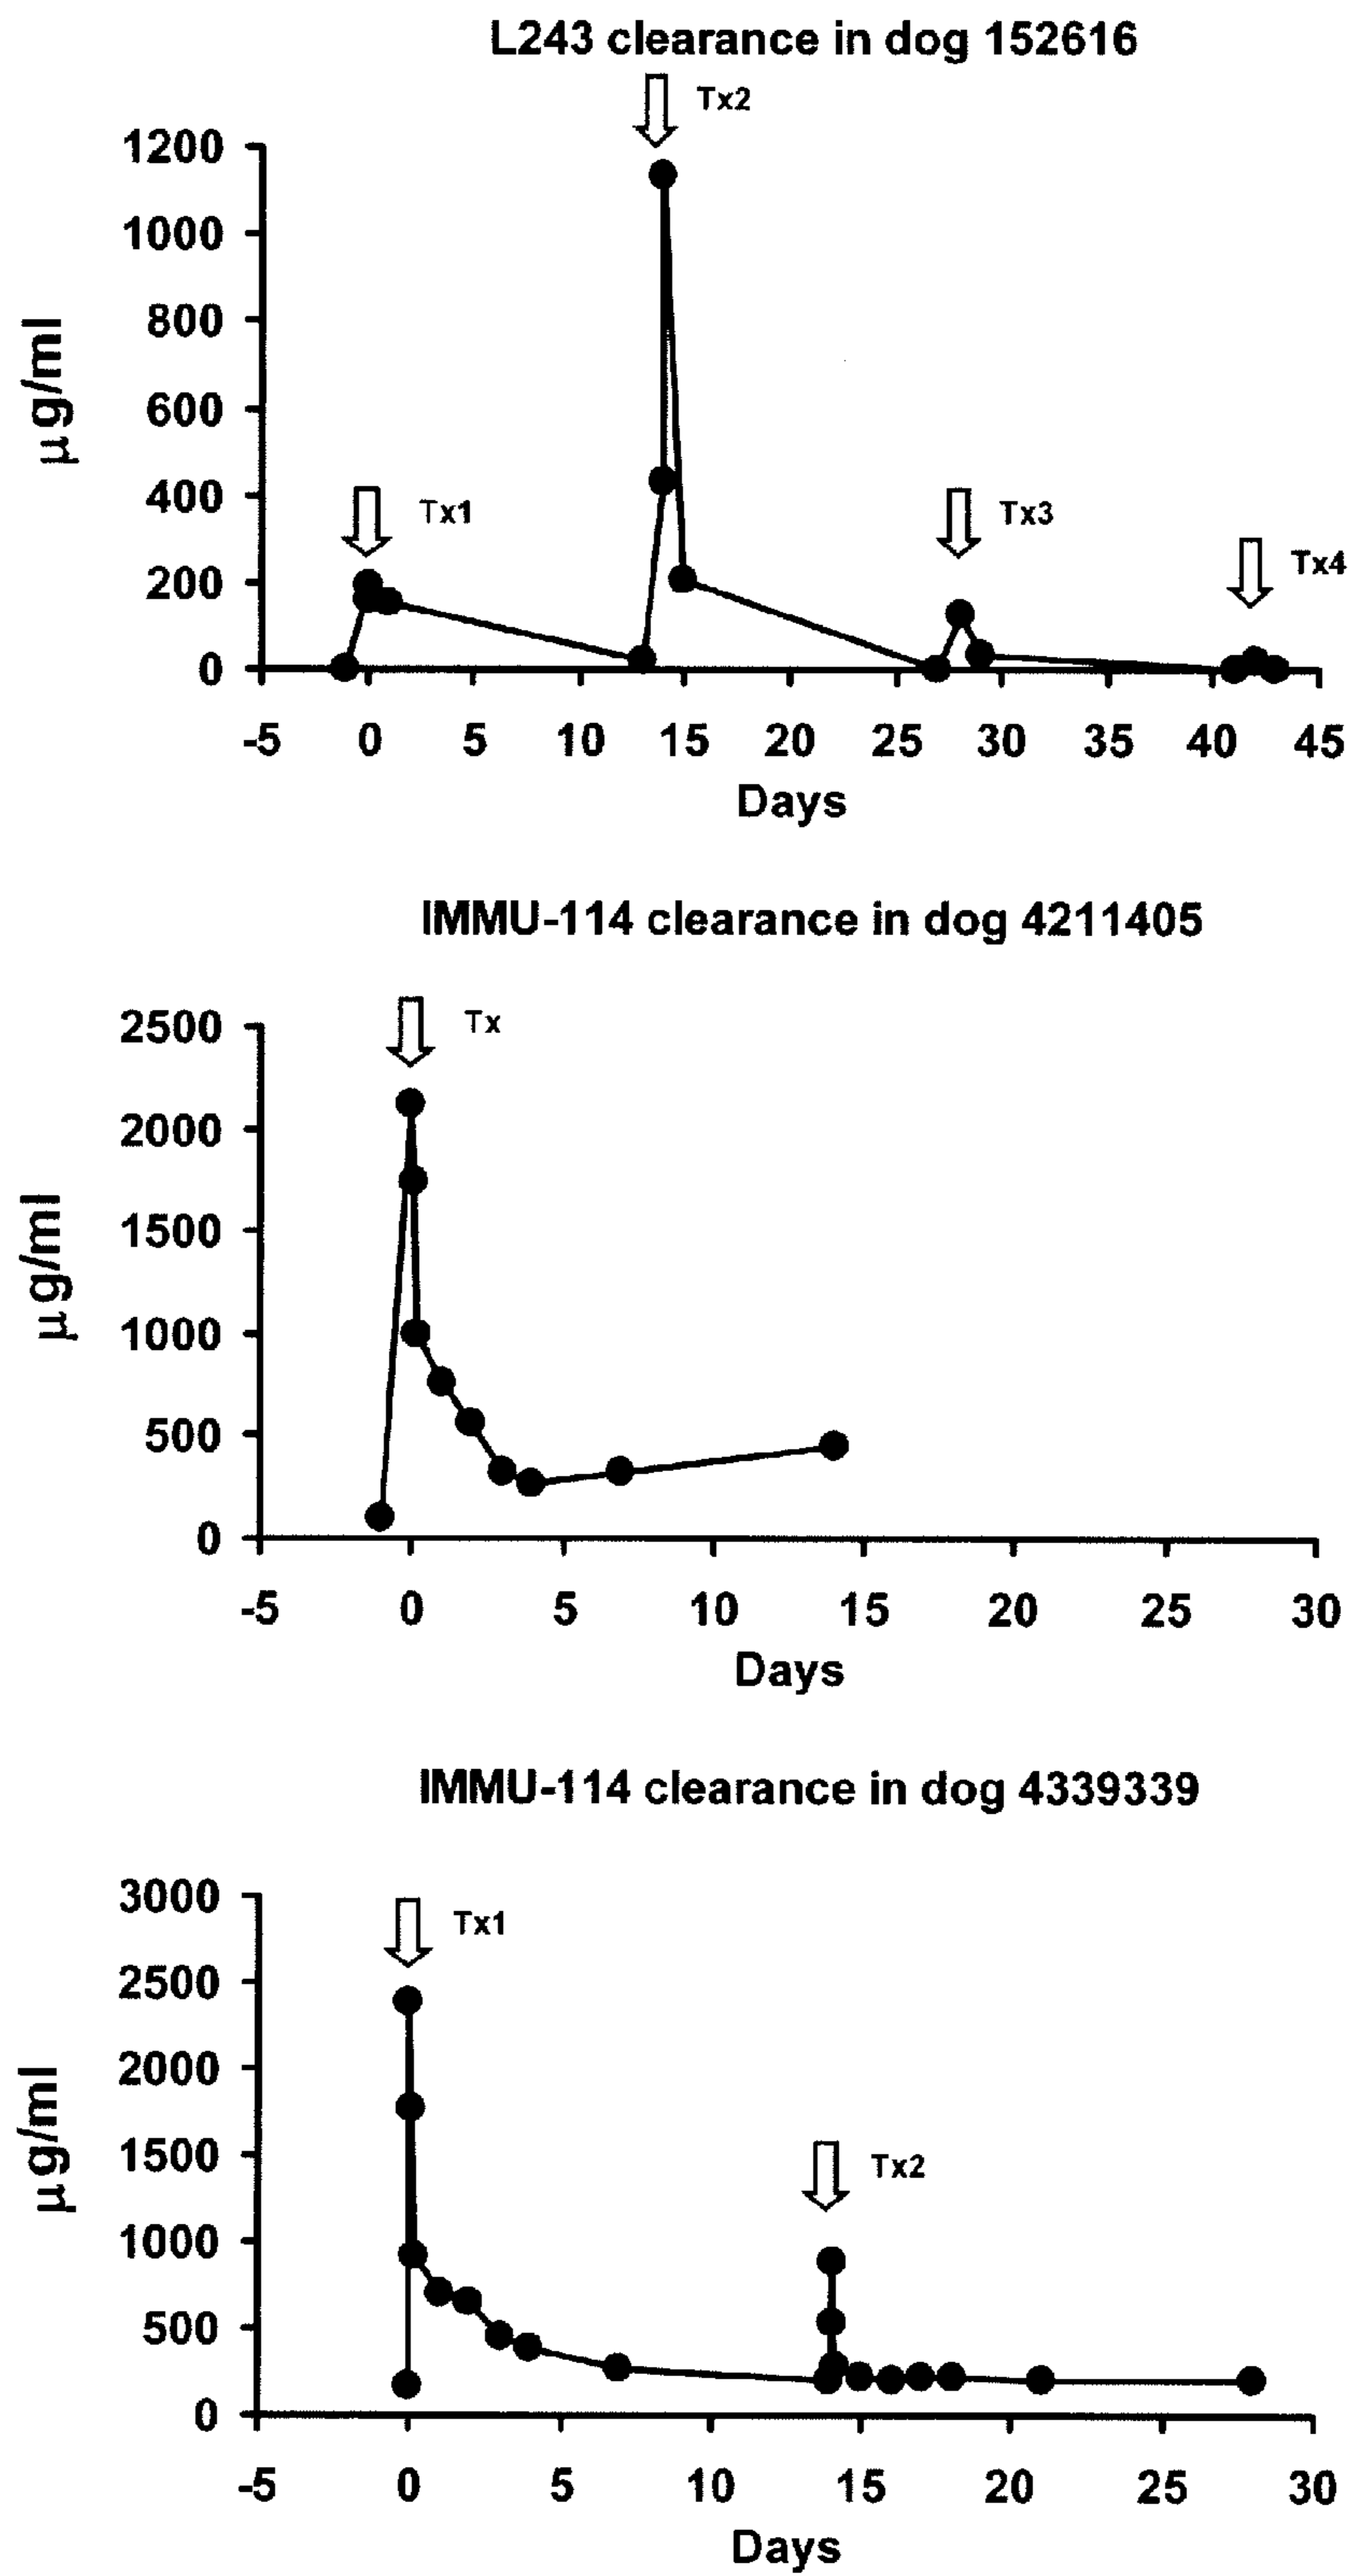 L243 clearance in dog 152616
Tx2
1200
1000
800
600
400
200
0
µg/ml
Tx1
Tx3
Tx4
-5 0 5 10 15 20 25 30 35 40 45
Days
IMMU-114 clearance in dog 4211405
Tx
2500
2000
1500
1000
500
0
µg/ml
-5 0 5 10 15 20 25 30
Days
IMMU-114 clearance in dog 4339339
3000
2500
2000
1500
1000
500
0
µg/ml
Tx1
Tx2
-5 0 5 10 15 20 25 30
Days